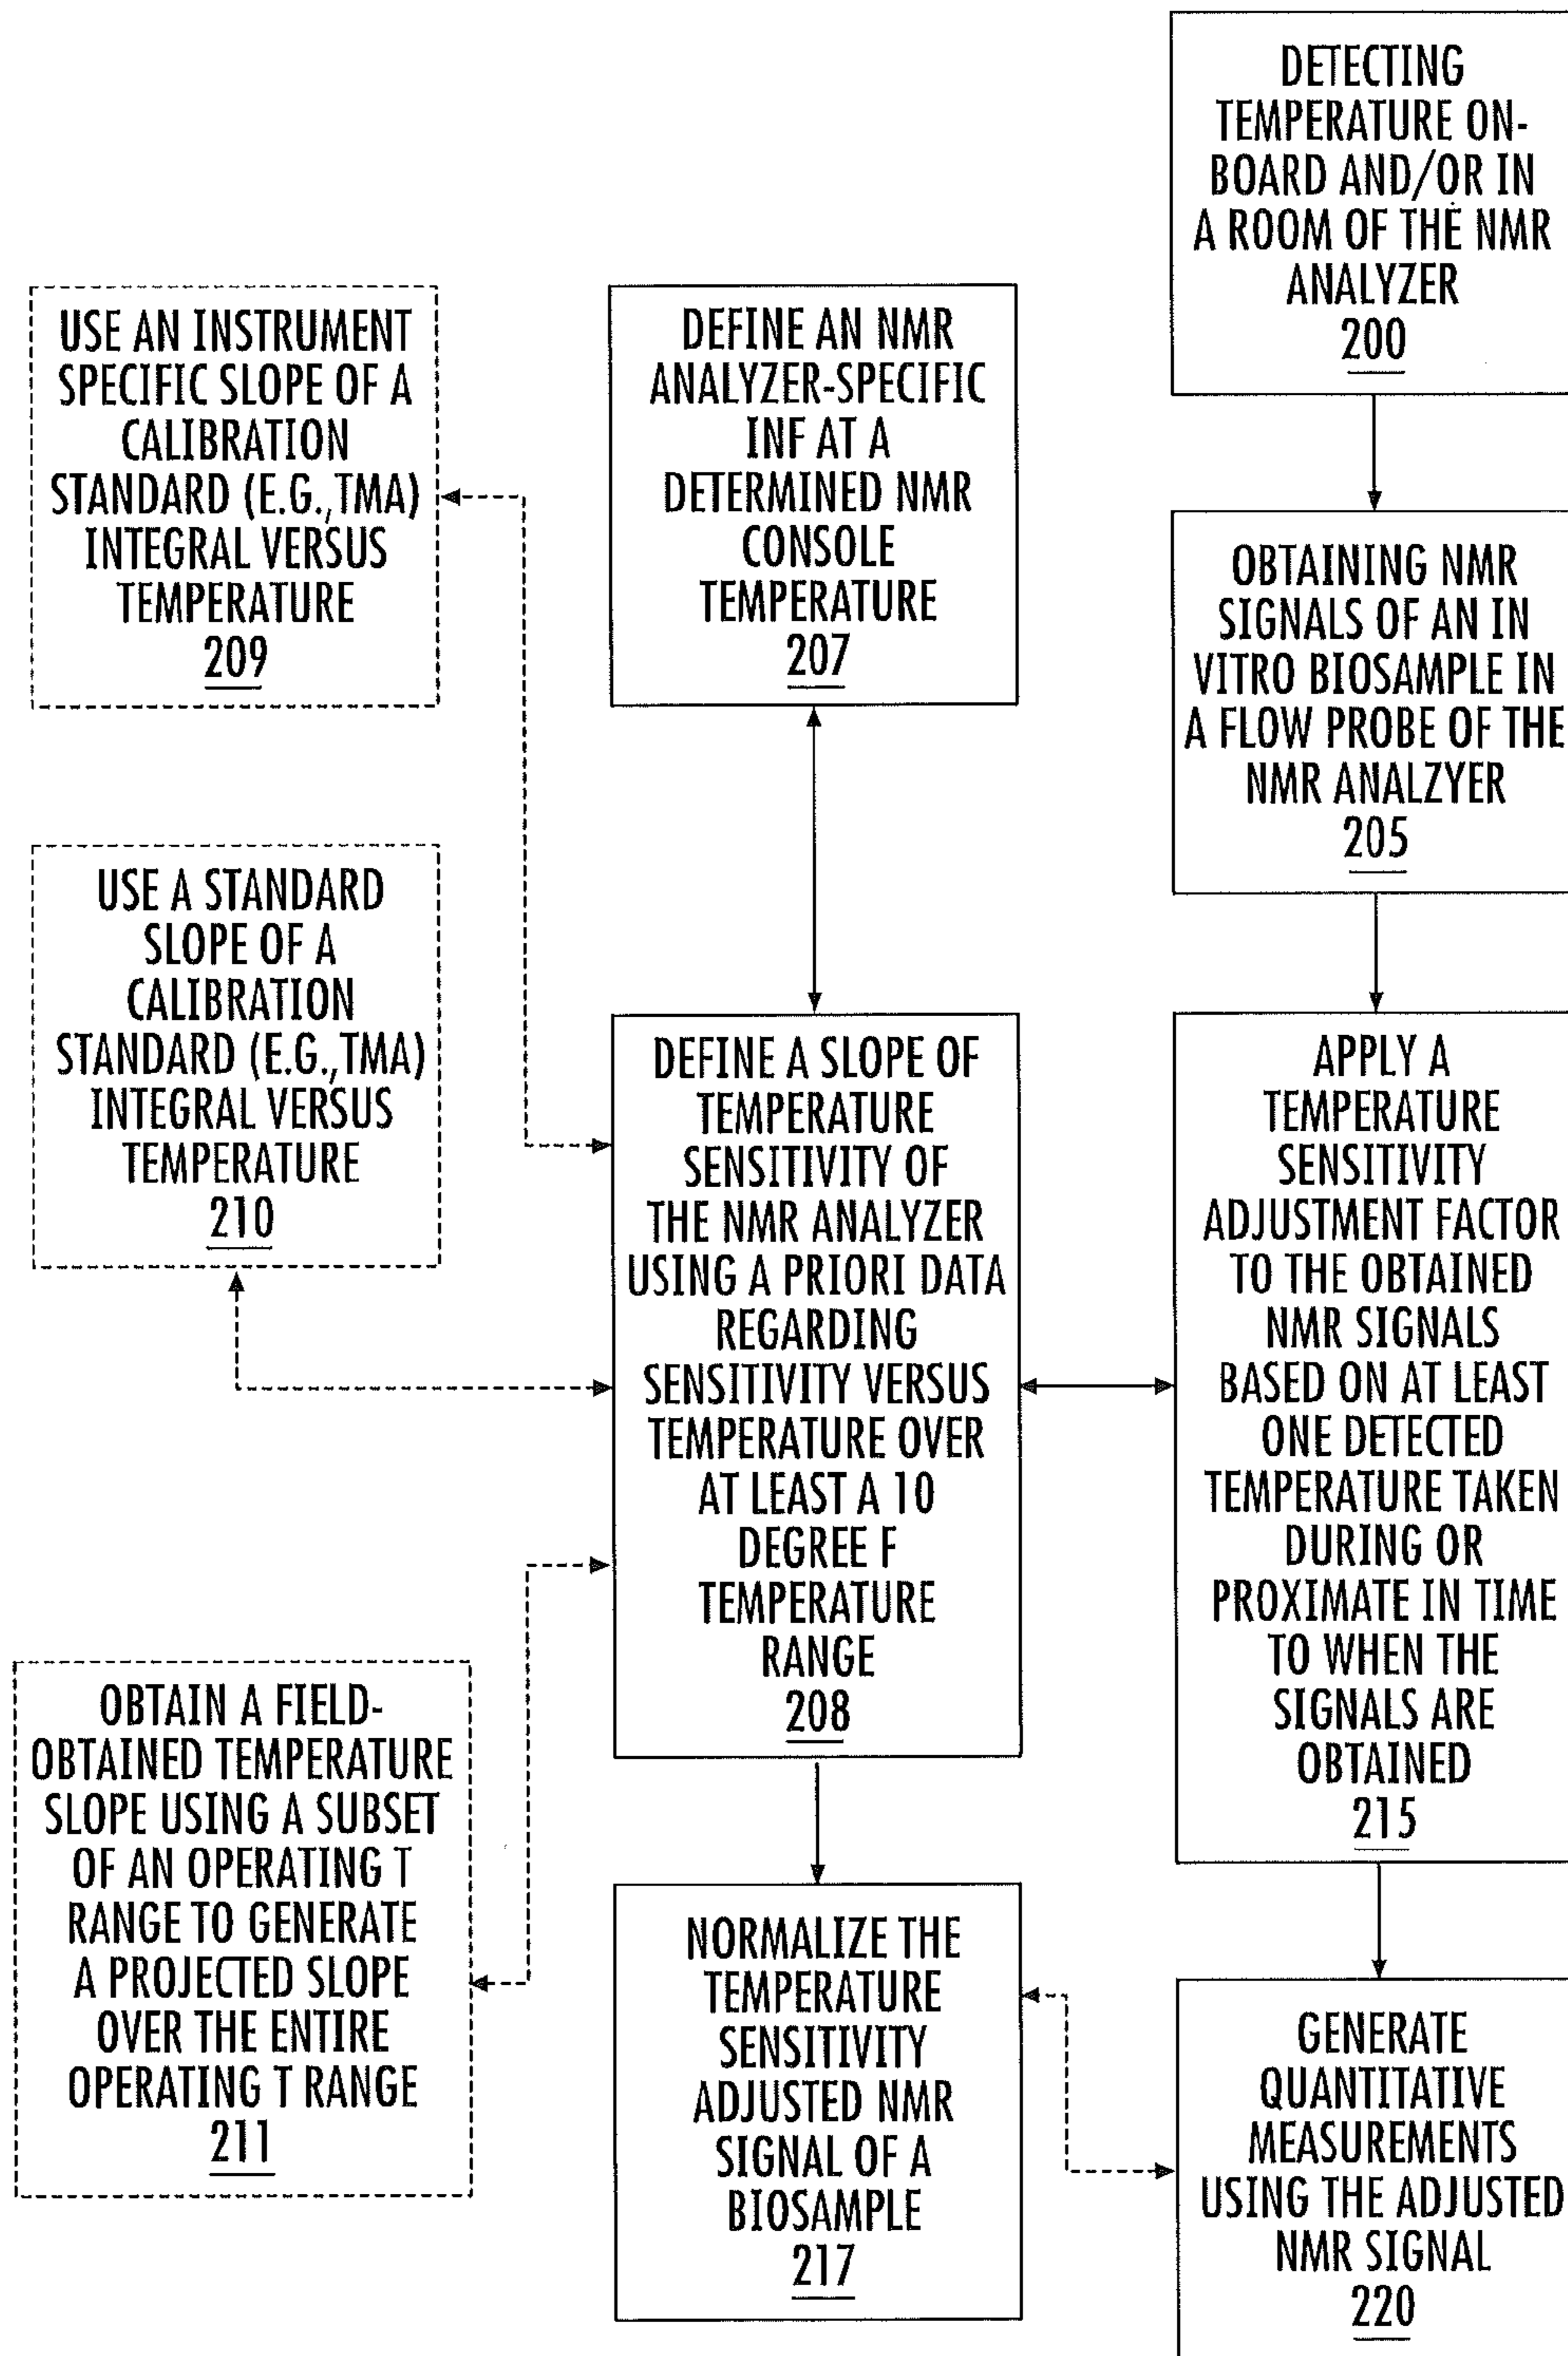 DETECTING
TEMPERATURE ON-
BOARD AND/OR IN
A ROOM OF THE NMR
ANALYZER
200
OBTAINING NMR
SIGNALS OF AN IN
VITRO BIOSAMPLE IN
A FLOW PROBE OF THE
NMR ANALZYER
205
APPLY A
TEMPERATURE
SENSITIVITY
ADJUSTMENT FACTOR
TO THE OBTAINED
NMR SIGNALS
BASED ON AT LEAST
ONE DETECTED
TEMPERATURE TAKEN
DURING OR
PROXIMATE IN TIME
TO WHEN THE
SIGNALS ARE
OBTAINED
215
GENERATE
QUANTITATIVE
MEASUREMENTS
USING THE ADJUSTED
NMR SIGNAL
220
DEFINE AN NMR
ANALYZER-SPECIFIC
INF AT A
DETERMINED NMR
CONSOLE
TEMPERATURE
207
DEFINE A SLOPE OF
TEMPERATURE
SENSITIVITY OF
THE NMR ANALYZER
USING A PRIORI DATA
REGARDING
SENSITIVITY VERSUS
TEMPERATURE OVER
AT LEAST A 10
DEGREE F
TEMPERATURE
RANGE
208
NORMALIZE THE
TEMPERATURE
SENSITIVITY
ADJUSTED NMR
SIGNAL OF A
BIOSAMPLE
217
USE AN INSTRUMENT
SPECIFIC SLOPE OF A
CALIBRATION
STANDARD (E.G.,TMA)
INTEGRAL VERSUS
TEMPERATURE
209
USE A STANDARD
SLOPE OF A
CALIBRATION
STANDARD (E.G.,TMA)
INTEGRAL VERSUS
TEMPERATURE
210
OBTAIN A FIELD-
OBTAINED TEMPERATURE
SLOPE USING A SUBSET
OF AN OPERATING T
RANGE TO GENERATE
A PROJECTED SLOPE
OVER THE ENTIRE
OPERATING T RANGE
211